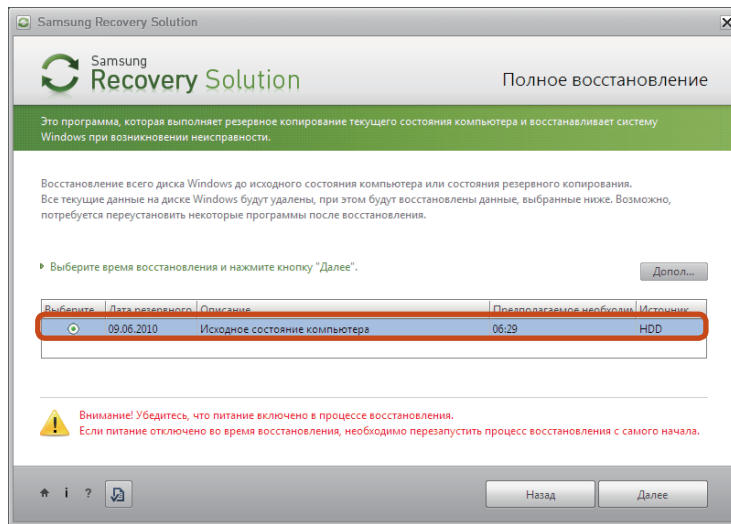 Samsung Recovery Solution
Samsung
Recovery Solution
Полное восстановление
Это программа, которая выполняет резервное копирование текущего состояния компьютера и восстанавливает систему
Windows при возникновении неисправности.
Восстановление всего диска Windows до исходного состояния компьютера или состояния резервного копирования.
Все текущие данные на диске Windows будут удалены, при этом будут восстановлены данные, выбранные ниже. Возможно,
потребуется переустановить некоторые программы после восстановления.
Выберите время восстановления и нажмите кнопку "Далее".
Допол...
Выберите Дата резервного Описание Предполагаемое необходим Источник
09.06.2010 Исходное состояние компьютера 06:29 HDD
Внимание! Убедитесь, что питание включено в процессе восстановления.
Если питание отключено во время восстановления, необходимо перезапустить процесс восстановления с самого начала.
i ? Назад Далее